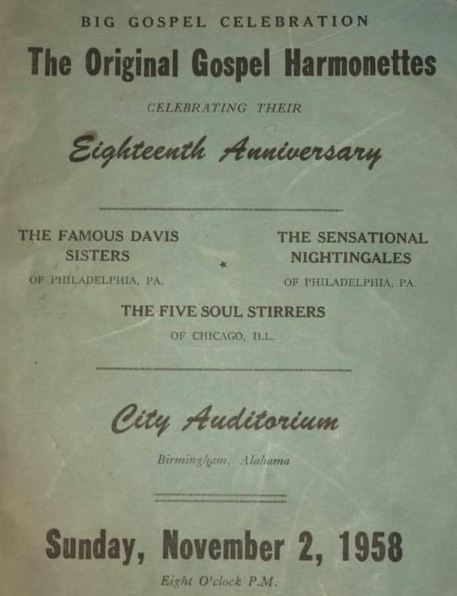 BIG GOSPEL CELEBRATION
The Original Gospel Harmonettes
CELEBRATING THEIR
Eighteenth Anniversary
THE FAMOUS DAVIS
SISTERS
OF PHILADELPHIA, PA.
THE SENSATIONAL
NIGHTINGALES
OF PHILADELPHIA, PA.
THE FIVE SOUL STIRRERS
OF CHICAGO, ILL.
City Auditorium
Birmingham, Alabama
Sunday, November 2, 1958
Eight O'clock P.M.